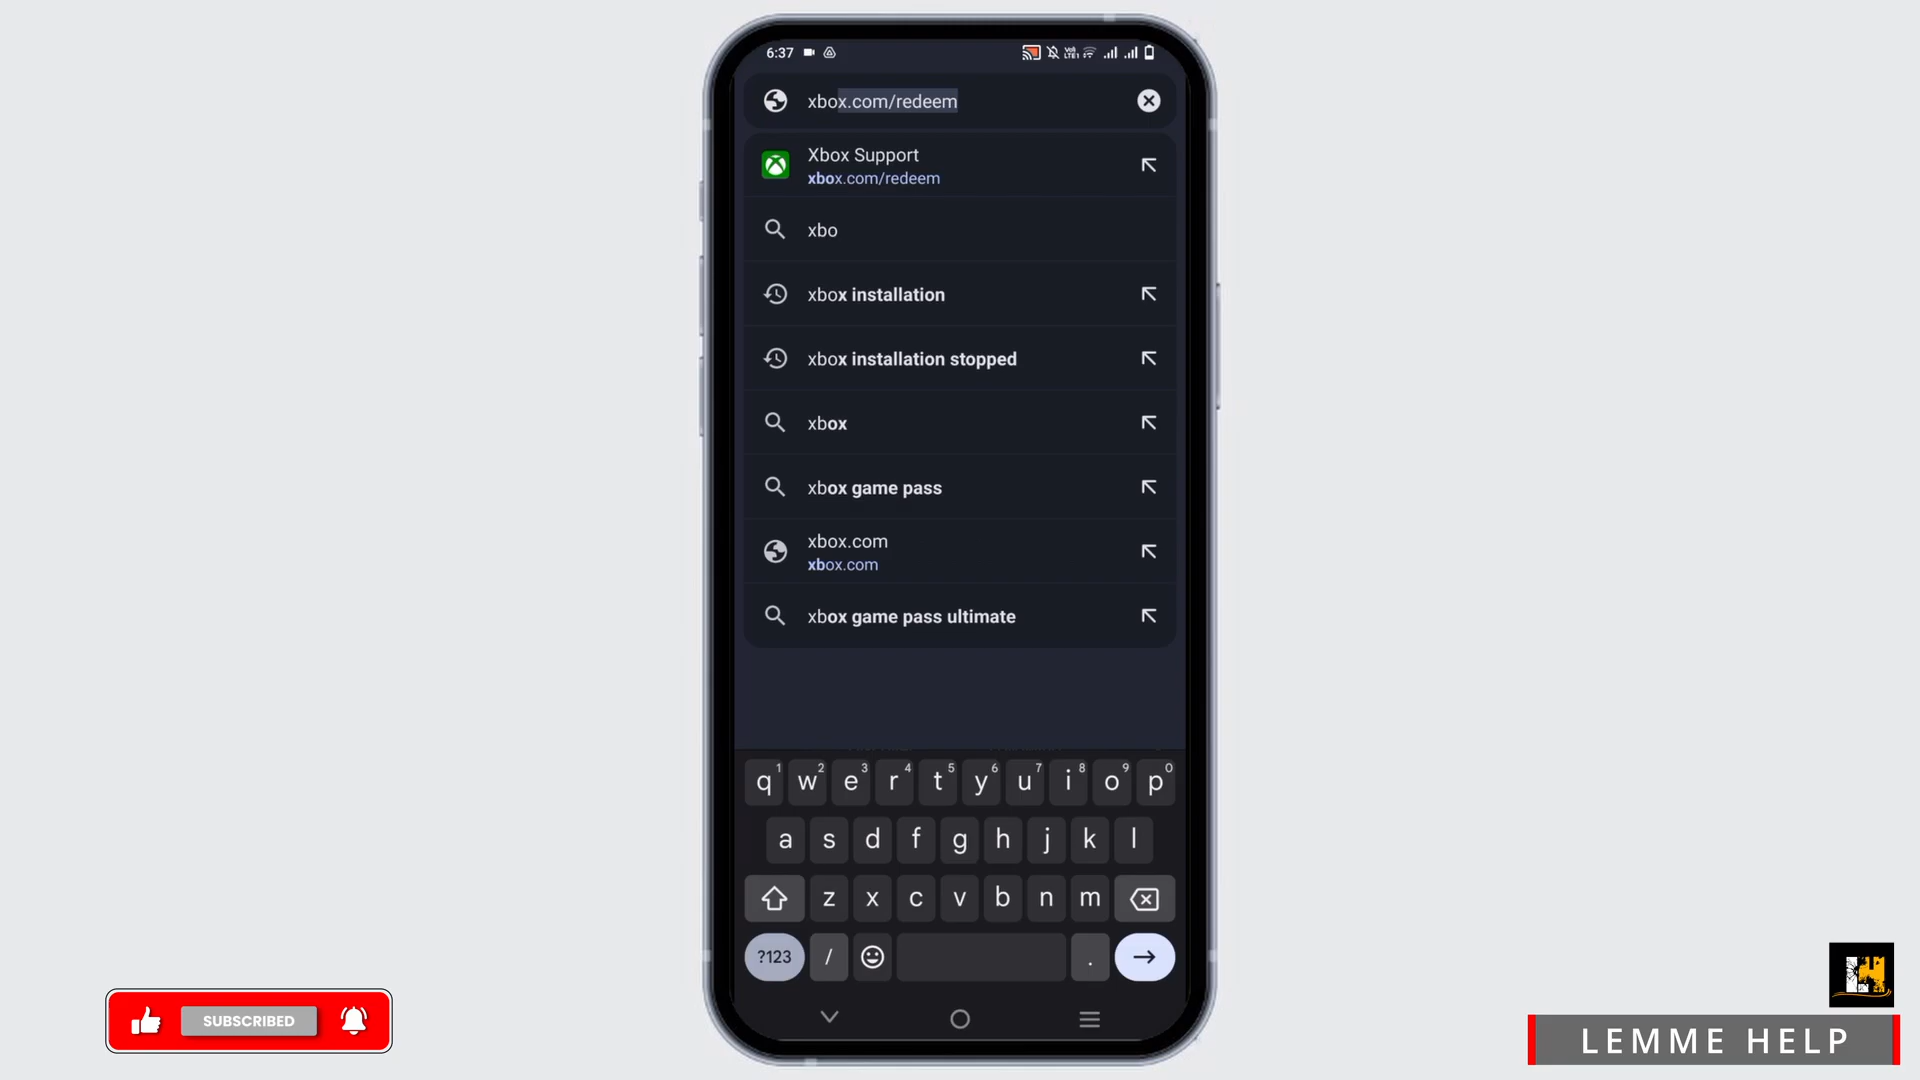 6:37
xbox.com/redeem
Xbox Support
xbox.com/redeem
xbo
xbox installation
xbox installation stopped
xbox
xbox game pass
xbox.com
xbox.com
xbox game pass ultimate
q1 w2 e3 r4 t5 y6 u7 i8 o9 p0
a s d f g h j k l
z x c v b n m
?123 / .
SUBSCRIBED
LEMME HELP